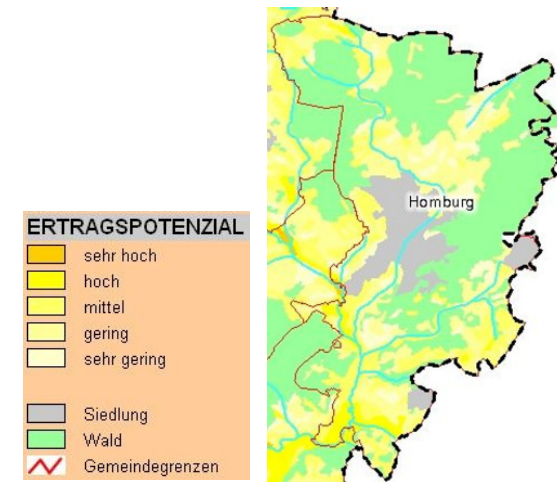 ERTRAGSPOTENZIAL
sehr hoch
hoch
mittel
gering
sehr gering
Siedlung
Wald
Gemeindegrenzen
Homburg